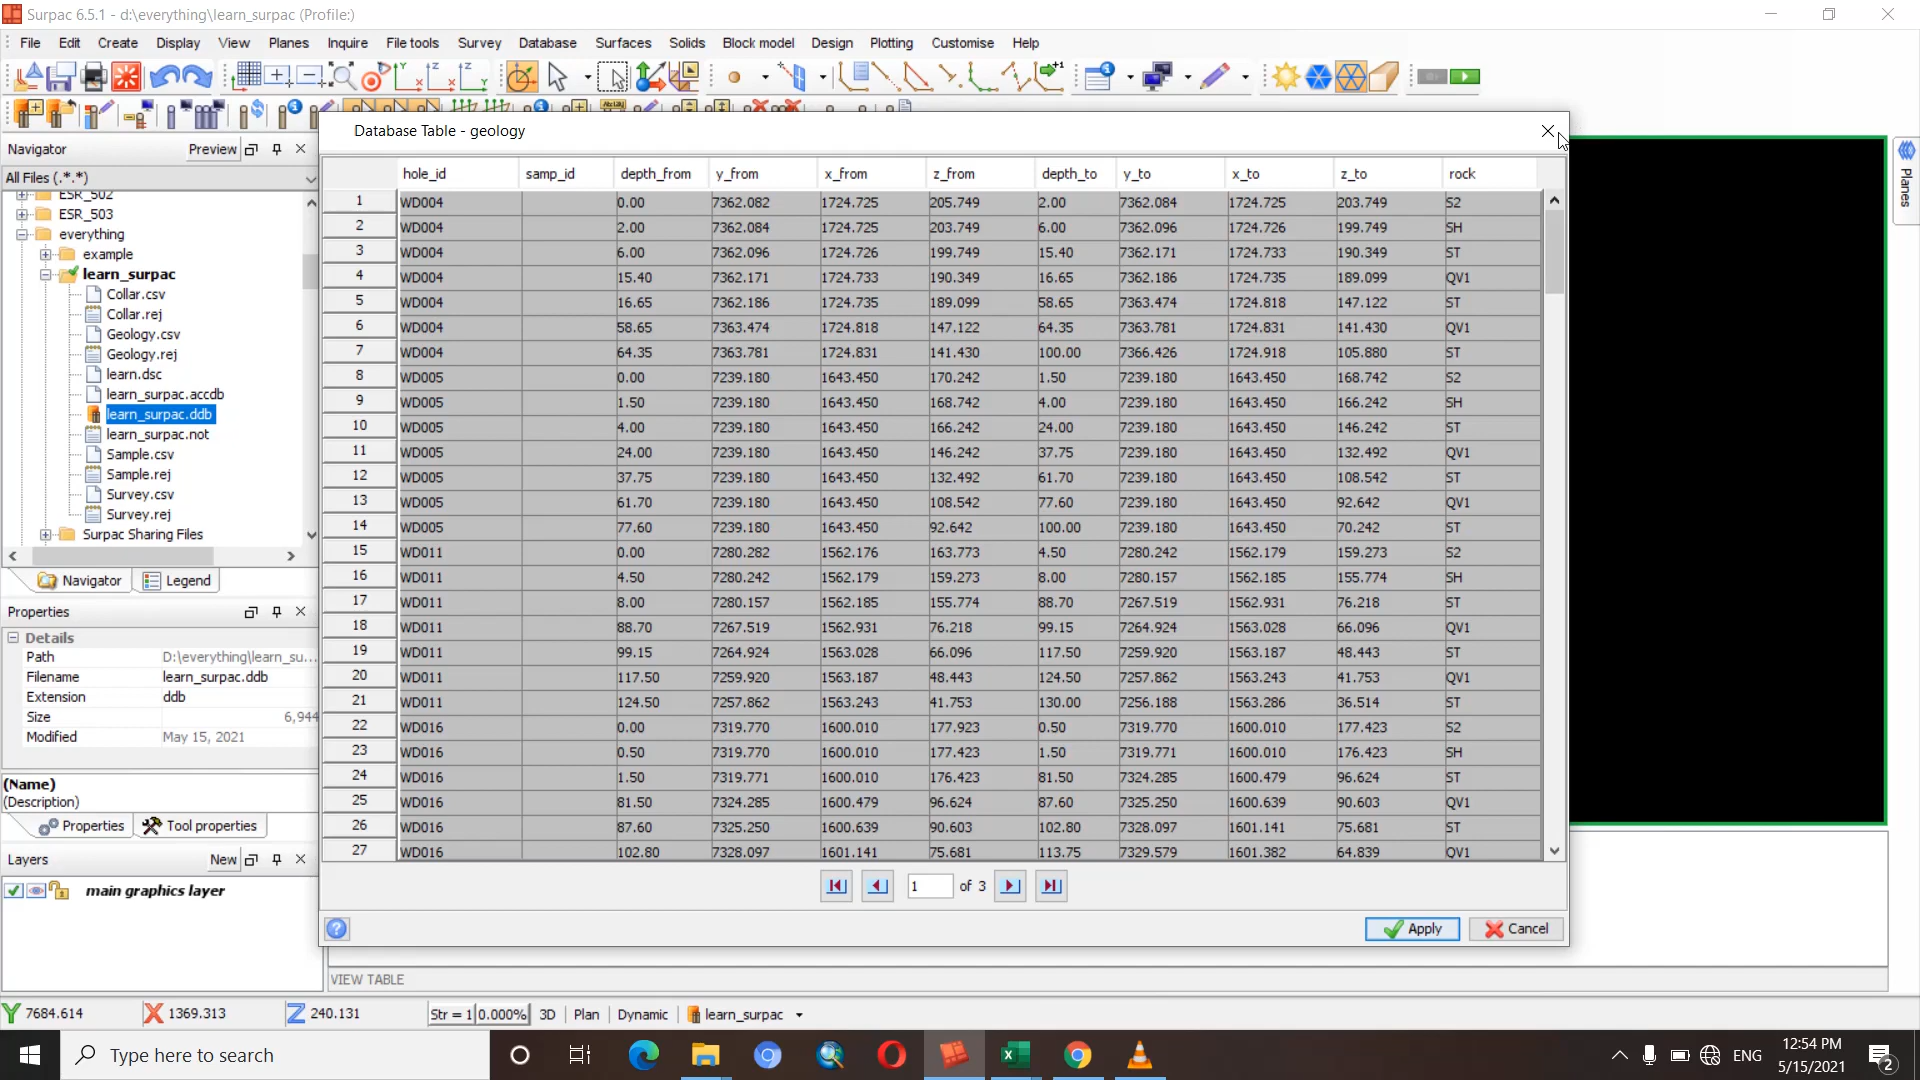 Surpac 6.5.1 - d:\everything\learn_surpac (Profile:)
File Edit Create Display View Planes Inquire File tools Survey Database Surfaces Solids Block model Design Plotting Customise Help
Navigator Preview
All Files (.*.*)
ESR_502
ESR_503
everything
example
learn_surpac
Collar.csv
Collar.rej
Geology.csv
Geology.rej
learn.dsc
learn_surpac.accdb
learn_surpac.ddb
learn_surpac.not
Sample.csv
Sample.rej
Survey.csv
Survey.rej
Surpac Sharing Files
Navigator Legend
Properties
Details
Path D:\everything\learn_su...
Filename learn_surpac.ddb
Extension ddb
Size 6,944
Modified May 15, 2021
(Name)
(Description)
Properties Tool properties
Layers New
main graphics layer
Database Table - geology
hole_id samp_id depth_from y_from x_from z_from depth_to y_to x_to z_to rock
1 WD004 0.00 7362.082 1724.725 205.749 2.00 7362.084 1724.725 203.749 S2
2 WD004 2.00 7362.084 1724.725 203.749 6.00 7362.096 1724.726 199.749 SH
3 WD004 6.00 7362.096 1724.726 199.749 15.40 7362.171 1724.733 190.349 ST
4 WD004 15.40 7362.171 1724.733 190.349 16.65 7362.186 1724.735 189.099 QV1
5 WD004 16.65 7362.186 1724.735 189.099 58.65 7363.474 1724.818 147.122 ST
6 WD004 58.65 7363.474 1724.818 147.122 64.35 7363.781 1724.831 141.430 QV1
7 WD004 64.35 7363.781 1724.831 141.430 100.00 7366.426 1724.918 105.880 ST
8 WD005 0.00 7239.180 1643.450 170.242 1.50 7239.180 1643.450 168.742 S2
9 WD005 1.50 7239.180 1643.450 168.742 4.00 7239.180 1643.450 166.242 SH
10 WD005 4.00 7239.180 1643.450 166.242 24.00 7239.180 1643.450 146.242 ST
11 WD005 24.00 7239.180 1643.450 146.242 37.75 7239.180 1643.450 132.492 QV1
12 WD005 37.75 7239.180 1643.450 132.492 61.70 7239.180 1643.450 108.542 ST
13 WD005 61.70 7239.180 1643.450 108.542 77.60 7239.180 1643.450 92.642 QV1
14 WD005 77.60 7239.180 1643.450 92.642 100.00 7239.180 1643.450 70.242 ST
15 WD011 0.00 7280.282 1562.176 163.773 4.50 7280.242 1562.179 159.273 S2
16 WD011 4.50 7280.242 1562.179 159.273 8.00 7280.157 1562.185 155.774 SH
17 WD011 8.00 7280.157 1562.185 155.774 88.70 7267.519 1562.931 76.218 ST
18 WD011 88.70 7267.519 1562.931 76.218 99.15 7264.924 1563.028 66.096 QV1
19 WD011 99.15 7264.924 1563.028 66.096 117.50 7259.920 1563.187 48.443 ST
20 WD011 117.50 7259.920 1563.187 48.443 124.50 7257.862 1563.243 41.753 QV1
21 WD011 124.50 7257.862 1563.243 41.753 130.00 7256.188 1563.286 36.514 ST
22 WD016 0.00 7319.770 1600.010 177.923 0.50 7319.770 1600.010 177.423 S2
23 WD016 0.50 7319.770 1600.010 177.423 1.50 7319.771 1600.010 176.423 SH
24 WD016 1.50 7319.771 1600.010 176.423 81.50 7324.285 1600.479 96.624 ST
25 WD016 81.50 7324.285 1600.479 96.624 87.60 7325.250 1600.639 90.603 QV1
26 WD016 87.60 7325.250 1600.639 90.603 102.80 7328.097 1601.141 75.681 ST
27 WD016 102.80 7328.097 1601.141 75.681 113.75 7329.579 1601.382 64.839 QV1
1 of 3
Apply Cancel
Planes
VIEW TABLE
Y 7684.614 X 1369.313 Z 240.131 Str = 1 0.000% 3D Plan Dynamic learn_surpac
Type here to search
ENG
12:54 PM
5/15/2021
2